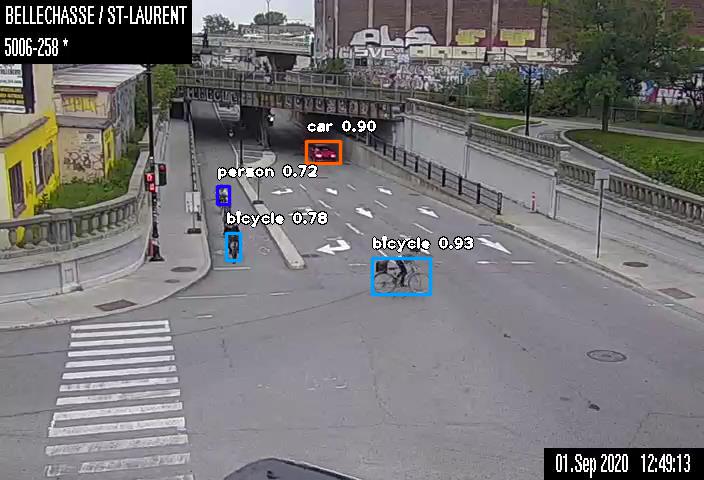 BELLECHASSE / ST-LAURENT
5006-258 *
car 0.90
person 0.72
bicycle 0.78
bicycle 0.93
01.Sep 2020 12:49:13